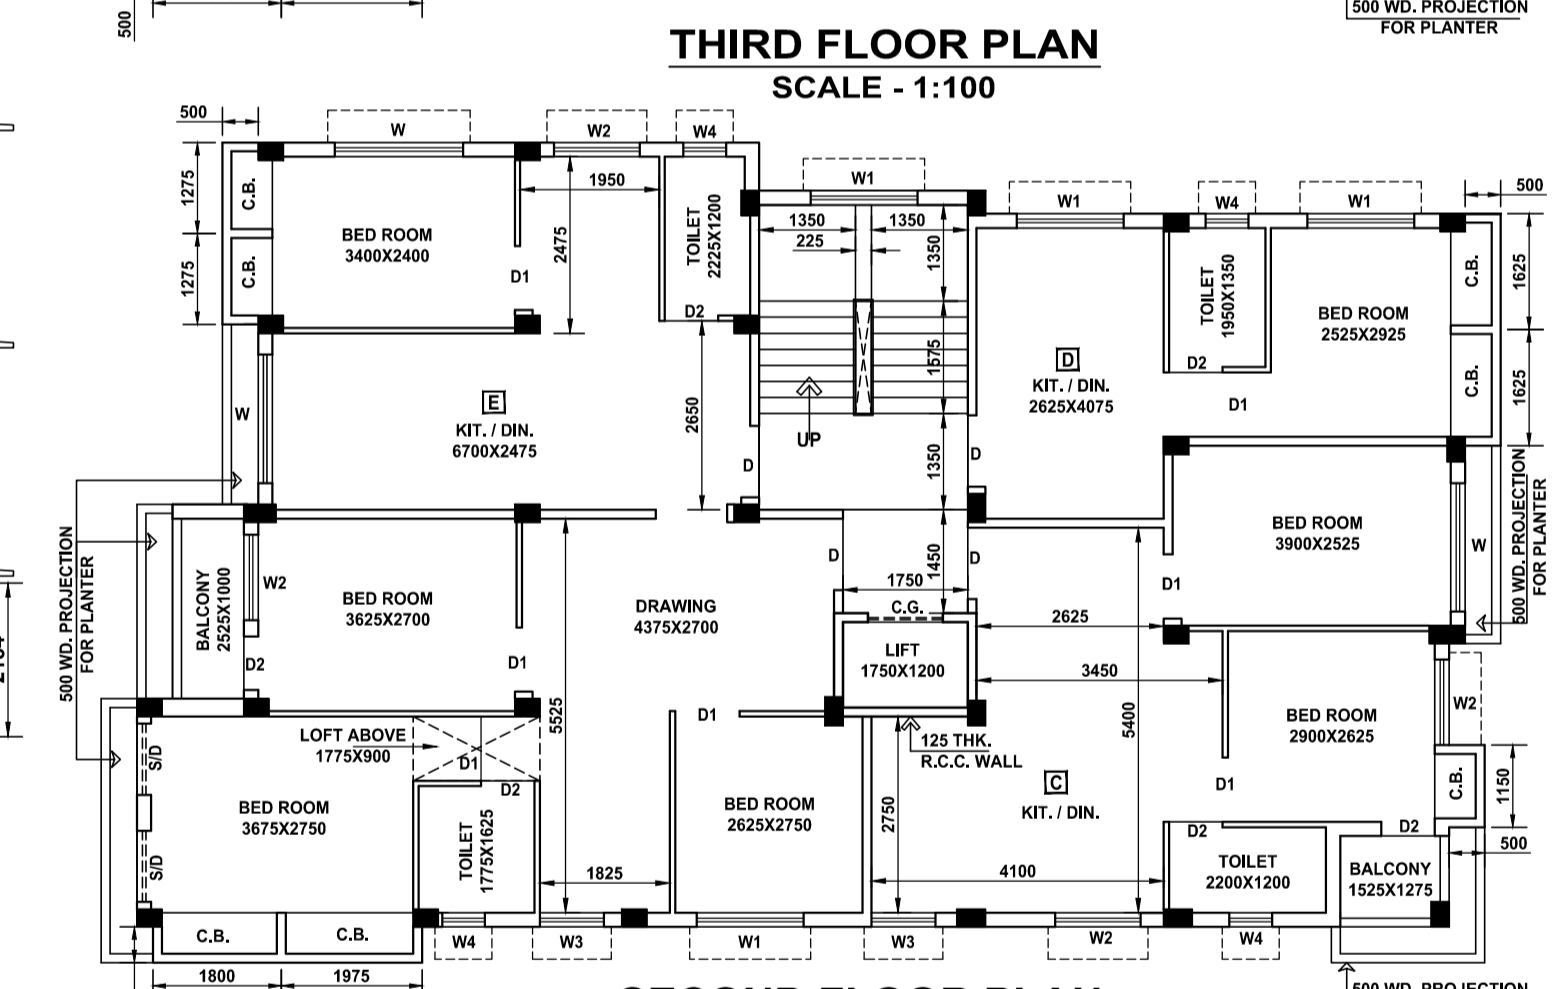 500
500 WD. PROJECTION
FOR PLANTER
THIRD FLOOR PLAN
SCALE - 1:100
500
W
W2
W4
W1
W1
W4
W1
500
1275
C.B.
1950
1350
1350
225
BED ROOM
3400X2400
2475
TOILET
2225X1200
1350
1275
C.B.
D1
D2
TOILET
1950X1350
BED ROOM
2525X2925
C.B.
1625
D2
D1
C.B.
1625
W
E
KIT. / DIN.
6700X2475
2650
UP
1575
D
KIT. / DIN.
2625X4075
D
1350
D
500 WD. PROJECTION
FOR PLANTER
BALCONY
2525X1000
W2
D2
BED ROOM
3625X2700
D1
DRAWING
4375X2700
D
1450
D
1750
C.G.
LIFT
1750X1200
BED ROOM
3900X2525
W
D1
500 WD. PROJECTION
FOR PLANTER
2625
3450
5525
D1
5400
BED ROOM
2900X2625
W2
125 THK.
R.C.C. WALL
LOFT ABOVE
1775X900
D1
D2
S/D
S/D
BED ROOM
3675X2750
TOILET
1775X1625
BED ROOM
2625X2750
2750
C
KIT. / DIN.
D1
C.B.
1150
D2
D2
500
TOILET
2200X1200
BALCONY
1525X1275
1825
4100
C.B.
C.B.
W4
W3
W1
W3
W2
W4
1800
1975
500 WD. PROJECTION
SECOND FLOOR PLAN